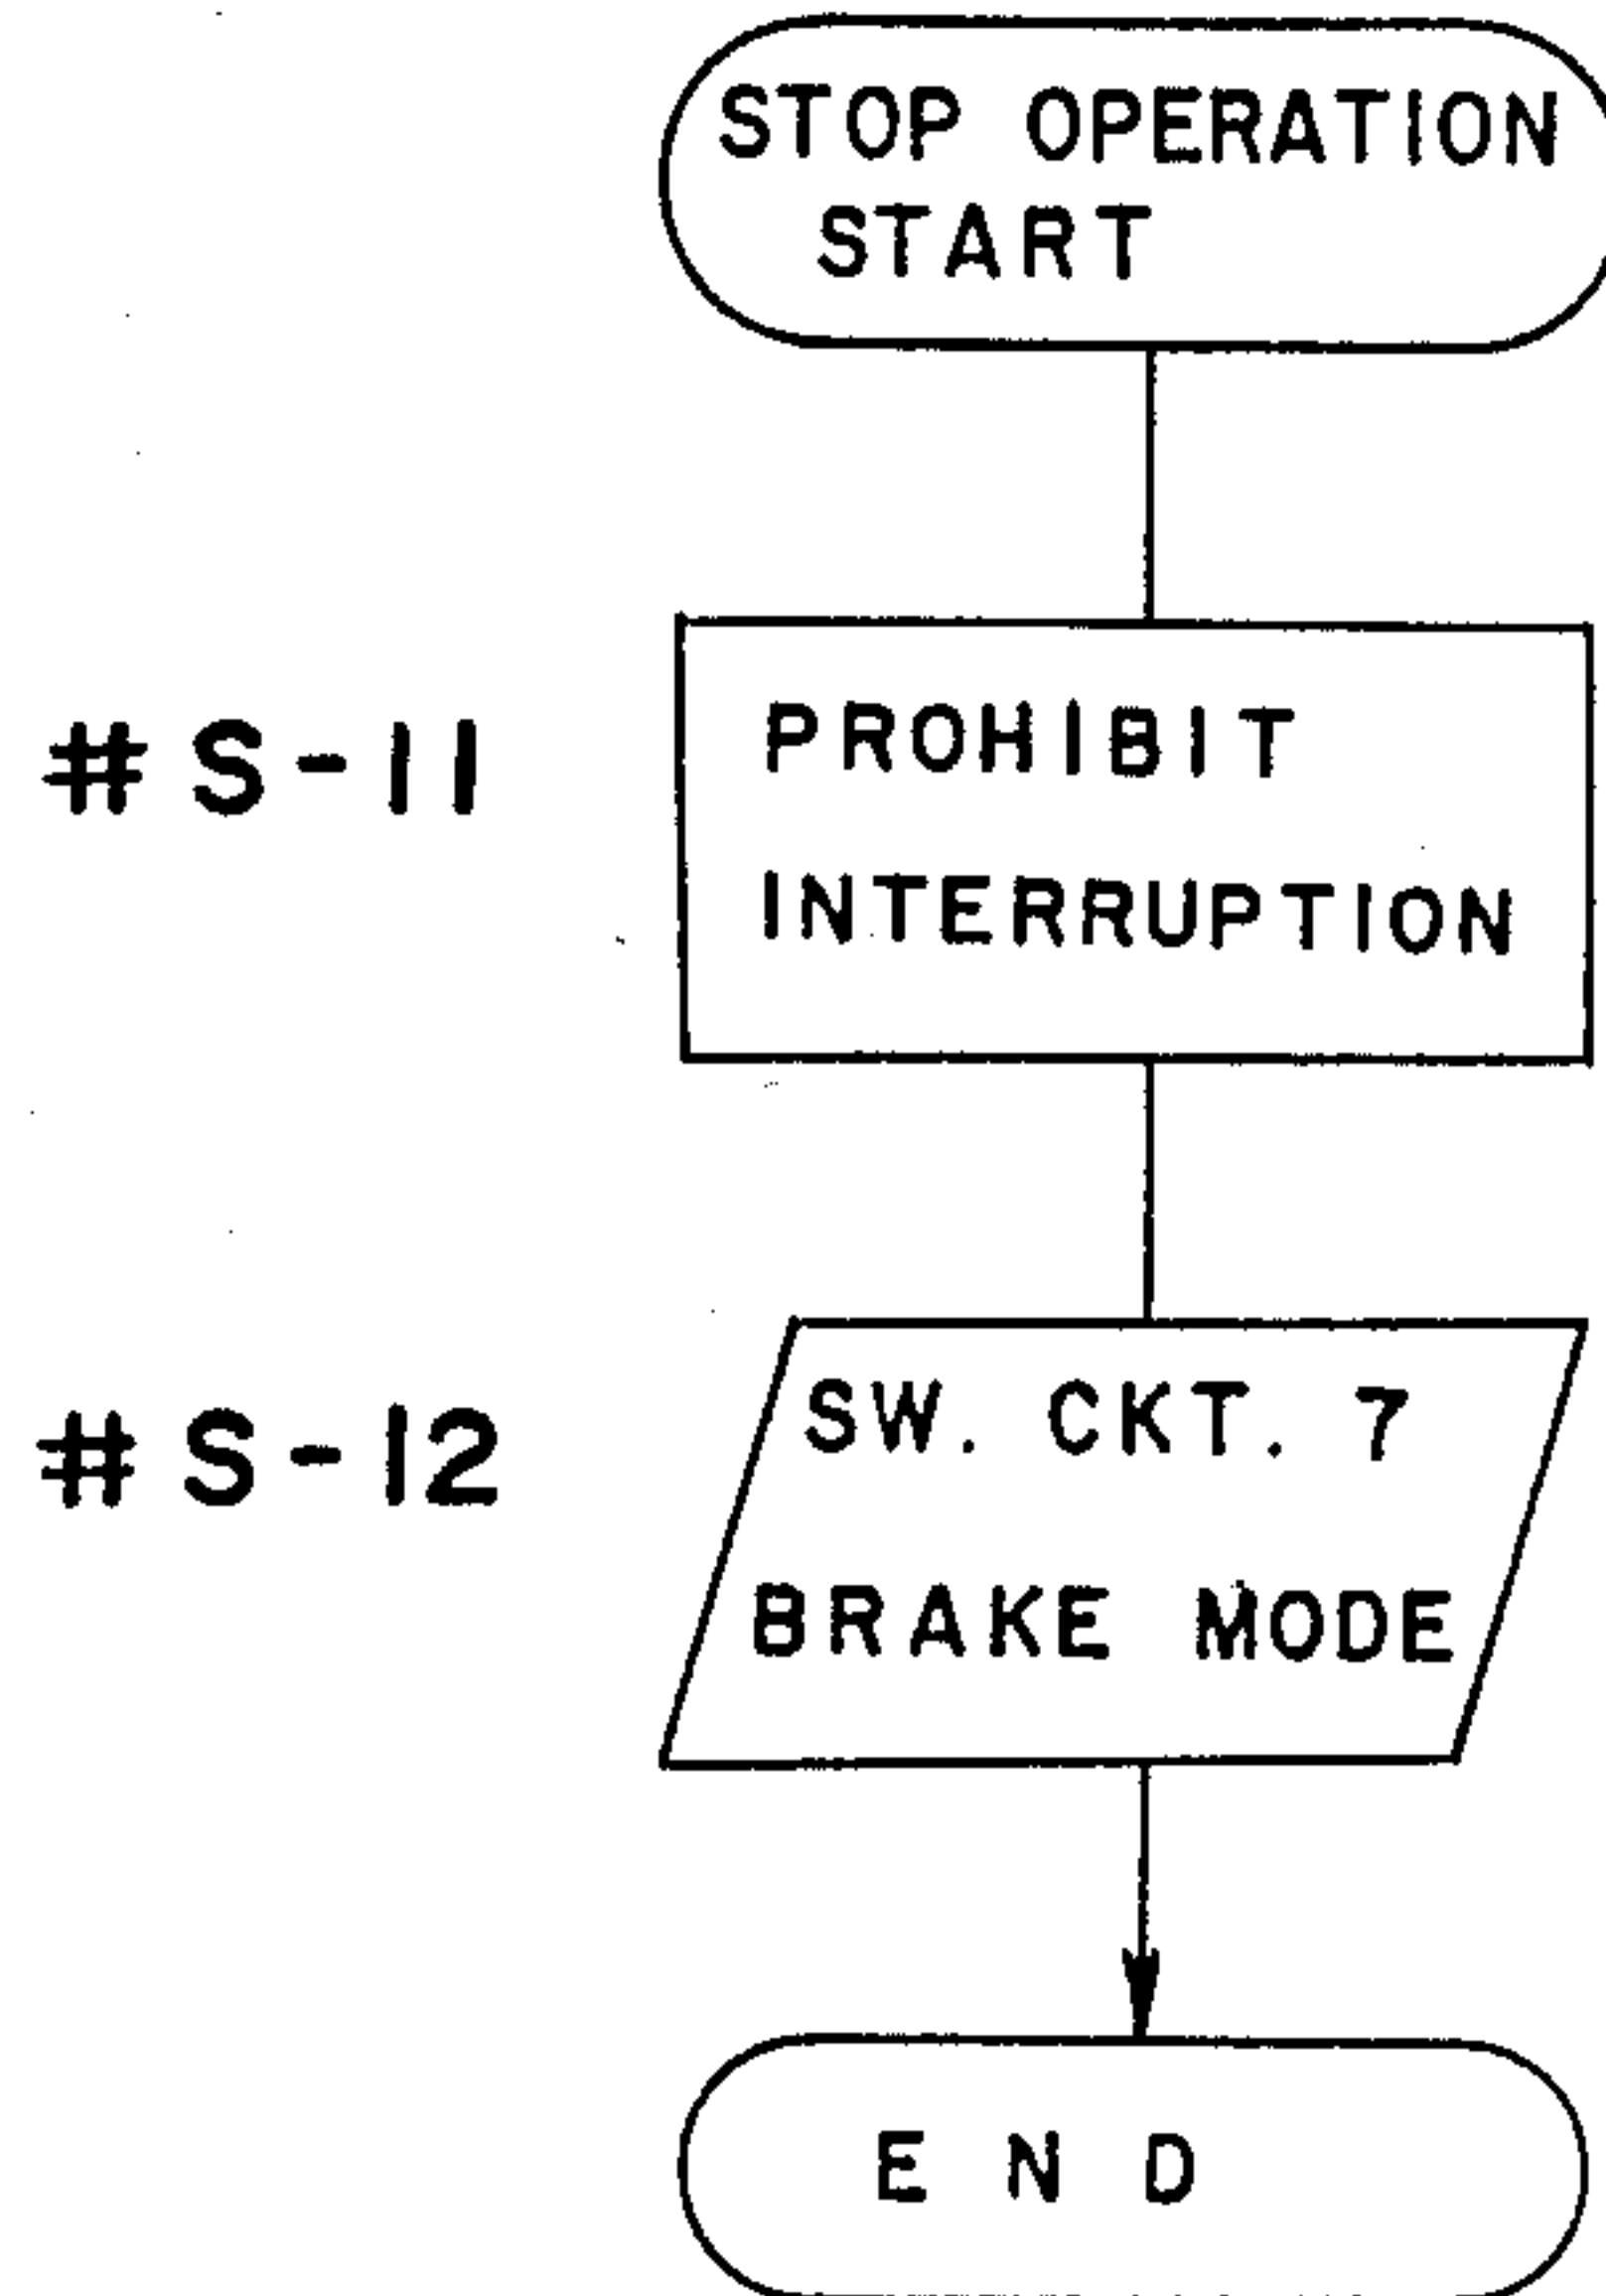 STOP OPERATION
START
# S-11
PROHIBIT
INTERRUPTION
# S-12
SW. CKT. 7
BRAKE MODE
END